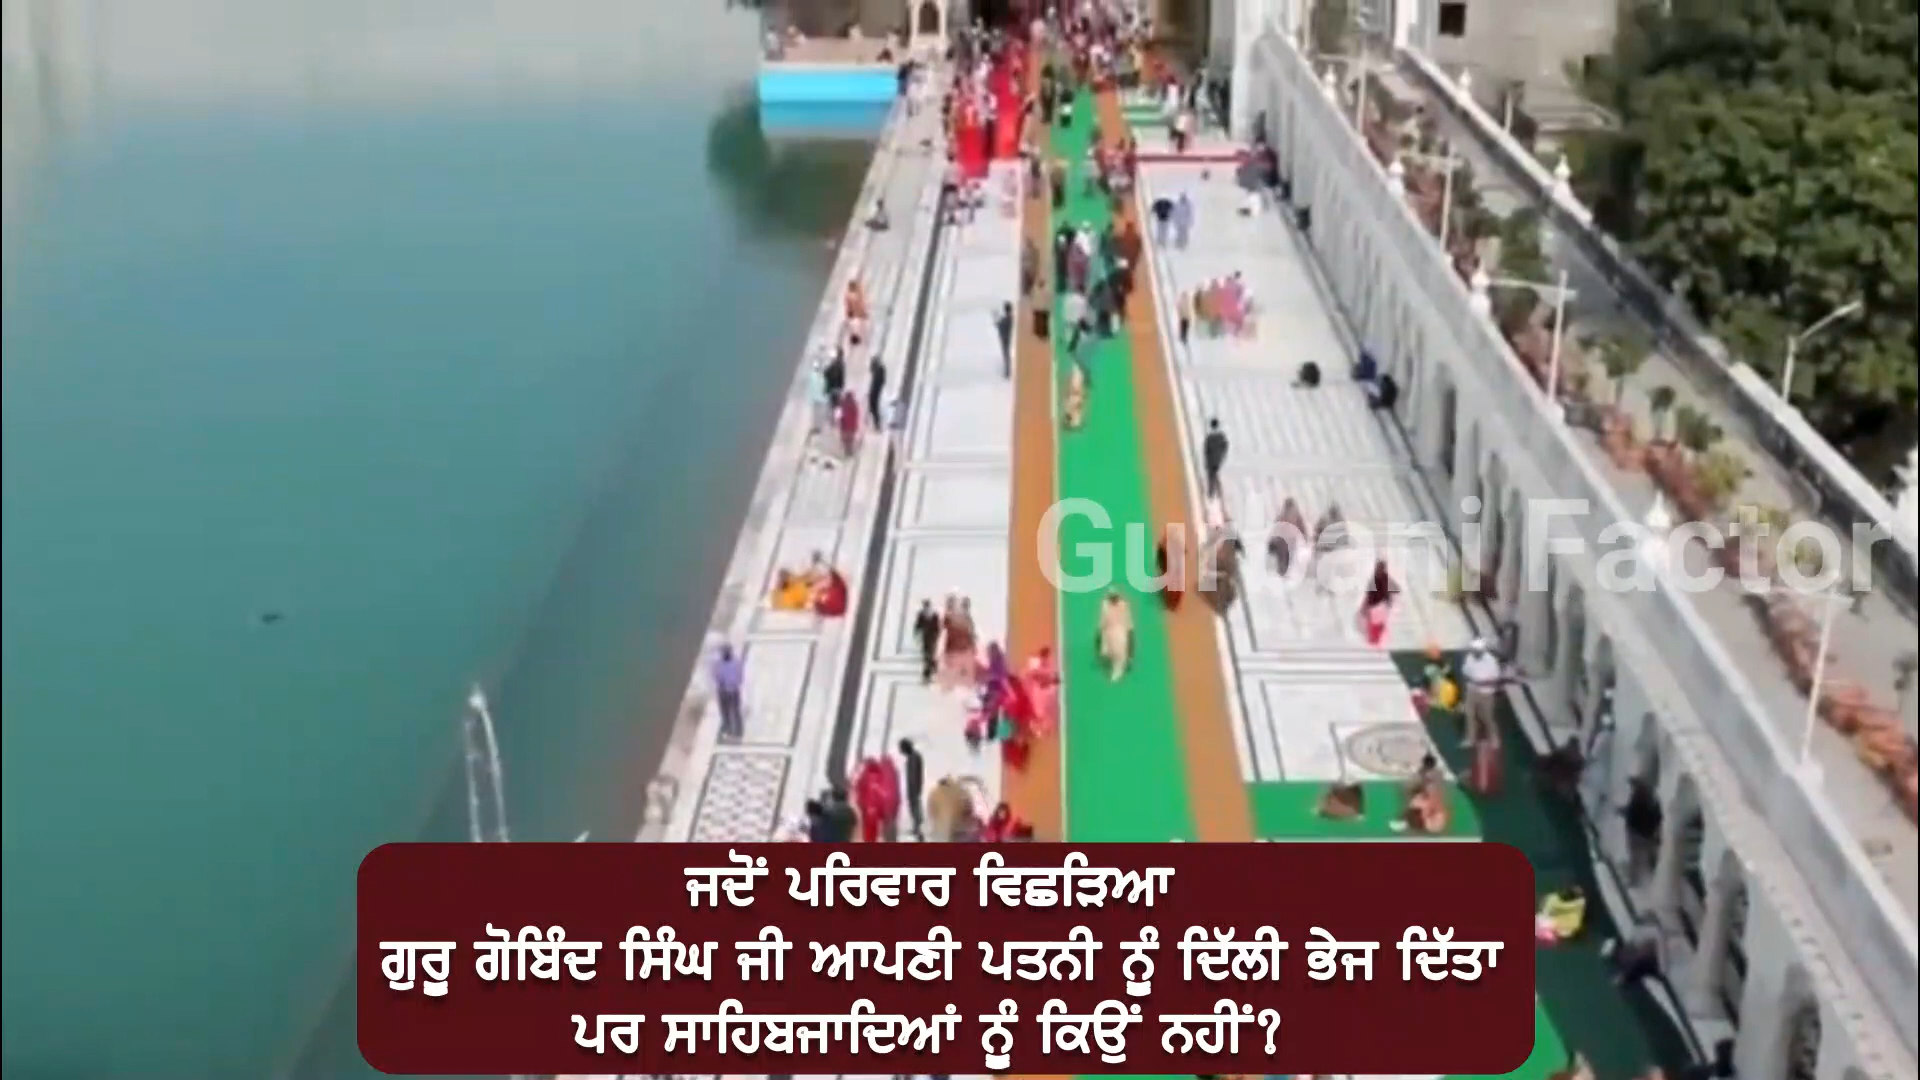 Gurbani Factor
ਜਦੋਂ ਪਰਿਵਾਰ ਵਿਛੜਿਆ
ਗੁਰੂ ਗੋਬਿੰਦ ਸਿੰਘ ਜੀ ਆਪਣੀ ਪਤਨੀ ਨੂੰ ਦਿੱਲੀ ਭੇਜ ਦਿੱਤਾ
ਪਰ ਸਾਹਿਬਜਾਦਿਆਂ ਨੂੰ ਕਿਉਂ ਨਹੀਂ?